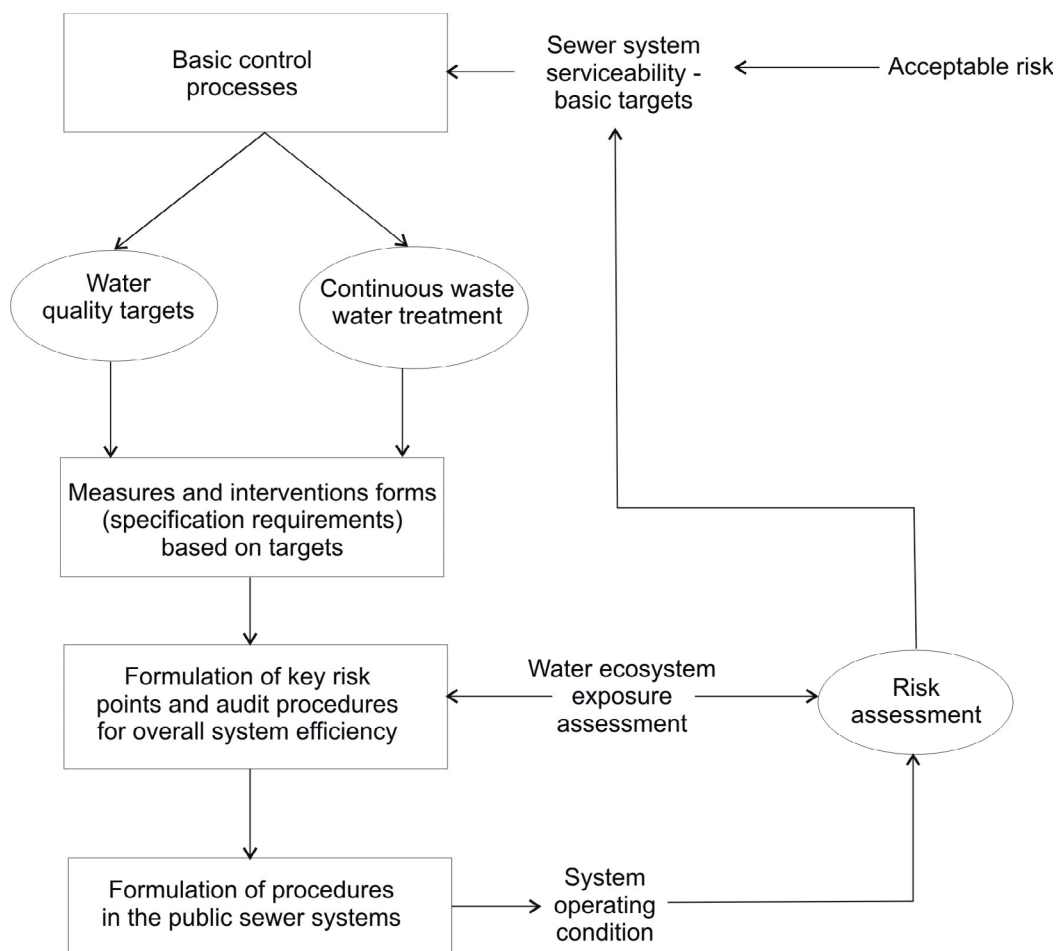 Basic control
processes
Sewer system
serviceability -
basic targets
Acceptable risk
Water
quality targets
Continuous waste
water treatment
Measures and interventions forms
(specification requirements)
based on targets
Formulation of key risk
points and audit procedures
for overall system efficiency
Water ecosystem
exposure
assessment
Risk
assessment
Formulation of procedures
in the public sewer systems
System
operating
condition